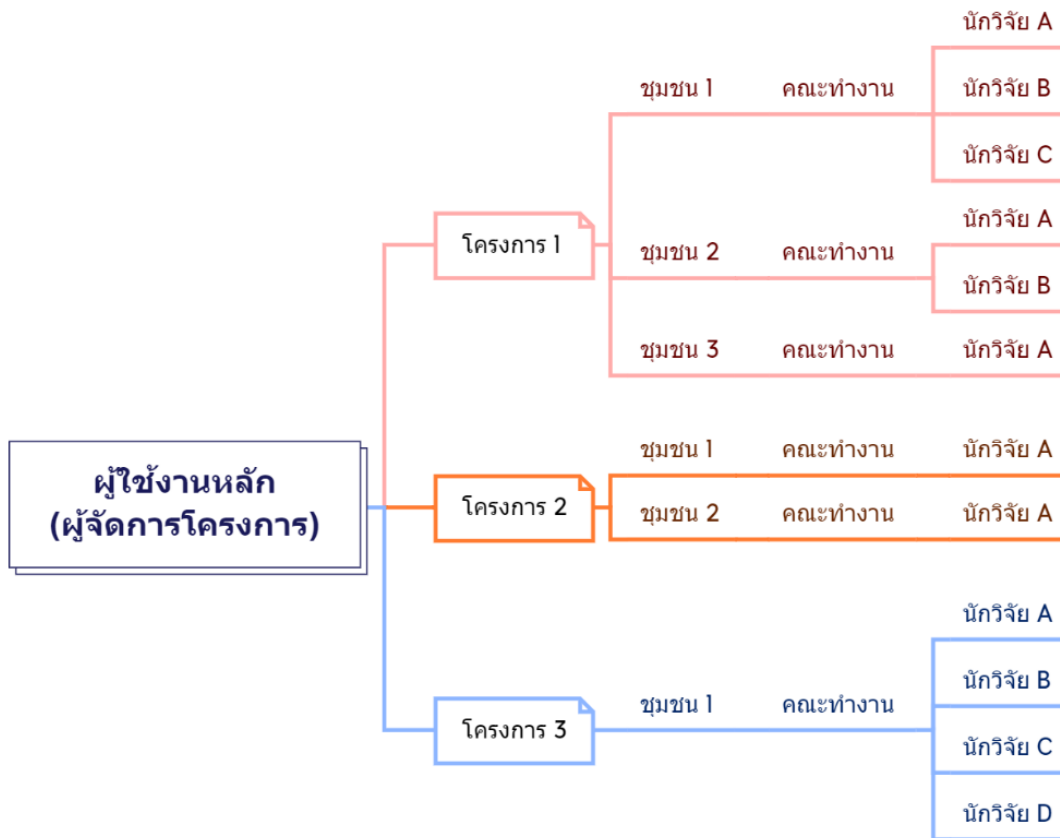 ผู้ใช้งานหลัก
(ผู้จัดการโครงการ)
โครงการ 1
ชุมชน 1
คณะทำงาน
นักวิจัย A
นักวิจัย B
นักวิจัย C
ชุมชน 2
คณะทำงาน
นักวิจัย A
นักวิจัย B
ชุมชน 3
คณะทำงาน
นักวิจัย A
โครงการ 2
ชุมชน 1
คณะทำงาน
นักวิจัย A
ชุมชน 2
คณะทำงาน
นักวิจัย A
โครงการ 3
ชุมชน 1
คณะทำงาน
นักวิจัย A
นักวิจัย B
นักวิจัย C
นักวิจัย D